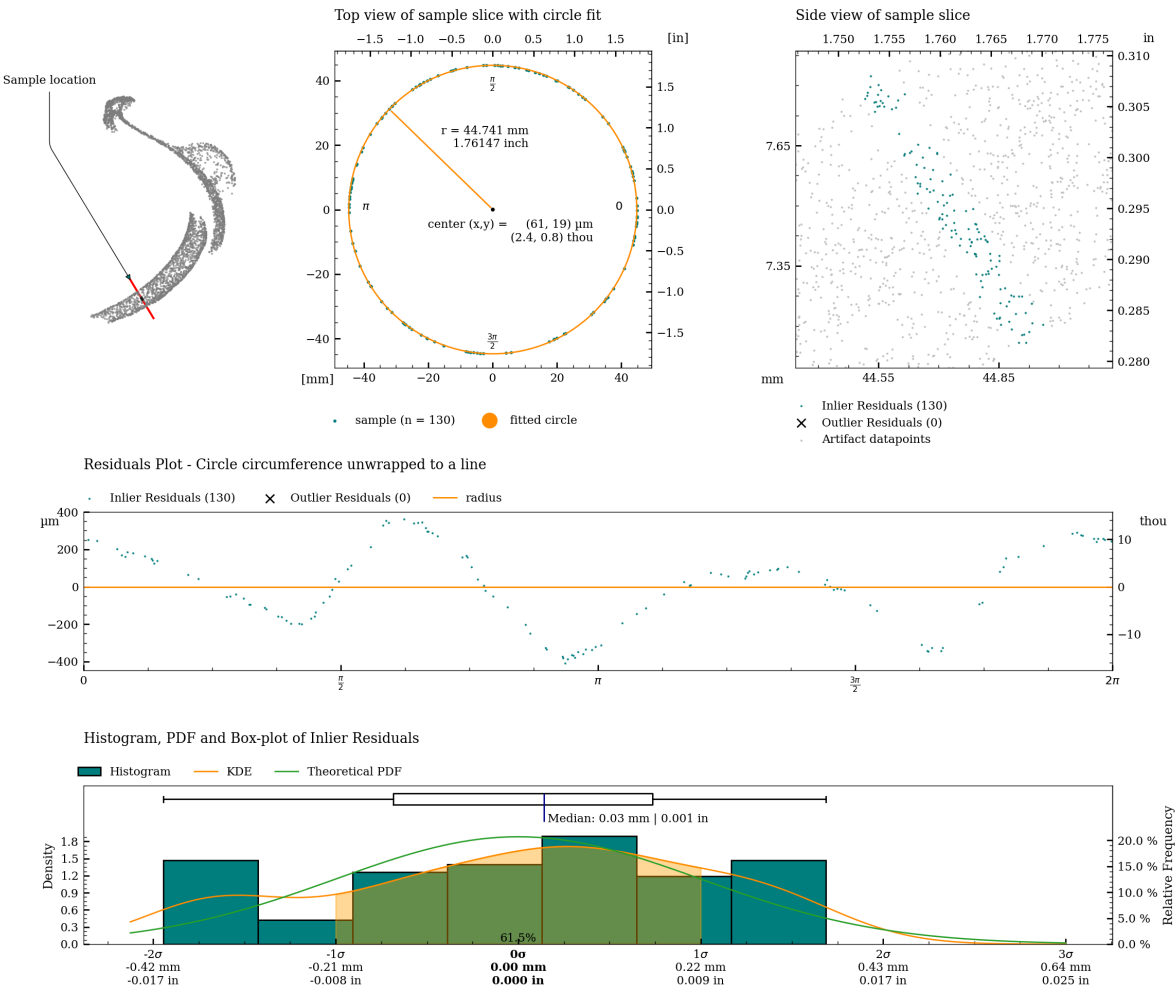 Top view of sample slice with circle fit
−1.5 −1.0 −0.5 0.0 0.5 1.0 1.5 [in]
Sample location
40
20
0
−20
−40
1.5
1.0
0.5
0.0
−0.5
−1.0
−1.5
π/2
r = 44.741 mm
1.76147 inch
π
0
center (x,y) = (61, 19) µm
(2.4, 0.8) thou
3π/2
[mm] −40 −20 0 20 40
sample (n = 130) fitted circle
Side view of sample slice
1.750 1.755 1.760 1.765 1.770 1.775 in
7.65
7.35
0.310
0.305
0.300
0.295
0.290
0.285
0.280
mm 44.55 44.85
Inlier Residuals (130)
Outlier Residuals (0)
Artifact datapoints
Residuals Plot - Circle circumference unwrapped to a line
Inlier Residuals (130) Outlier Residuals (0) radius
µm
400
200
0
−200
−400
thou
10
0
−10
0 π/2 π 3π/2 2π
Histogram, PDF and Box-plot of Inlier Residuals
Histogram KDE Theoretical PDF
Median: 0.03 mm | 0.001 in
Density
1.8
1.5
1.2
0.9
0.6
0.3
0.0
Relative Frequency
20.0 %
15.0 %
10.0 %
5.0 %
0.0 %
61.5%
-2σ -1σ 0σ 1σ 2σ 3σ
-0.42 mm -0.21 mm 0.00 mm 0.22 mm 0.43 mm 0.64 mm
-0.017 in -0.008 in 0.000 in 0.009 in 0.017 in 0.025 in